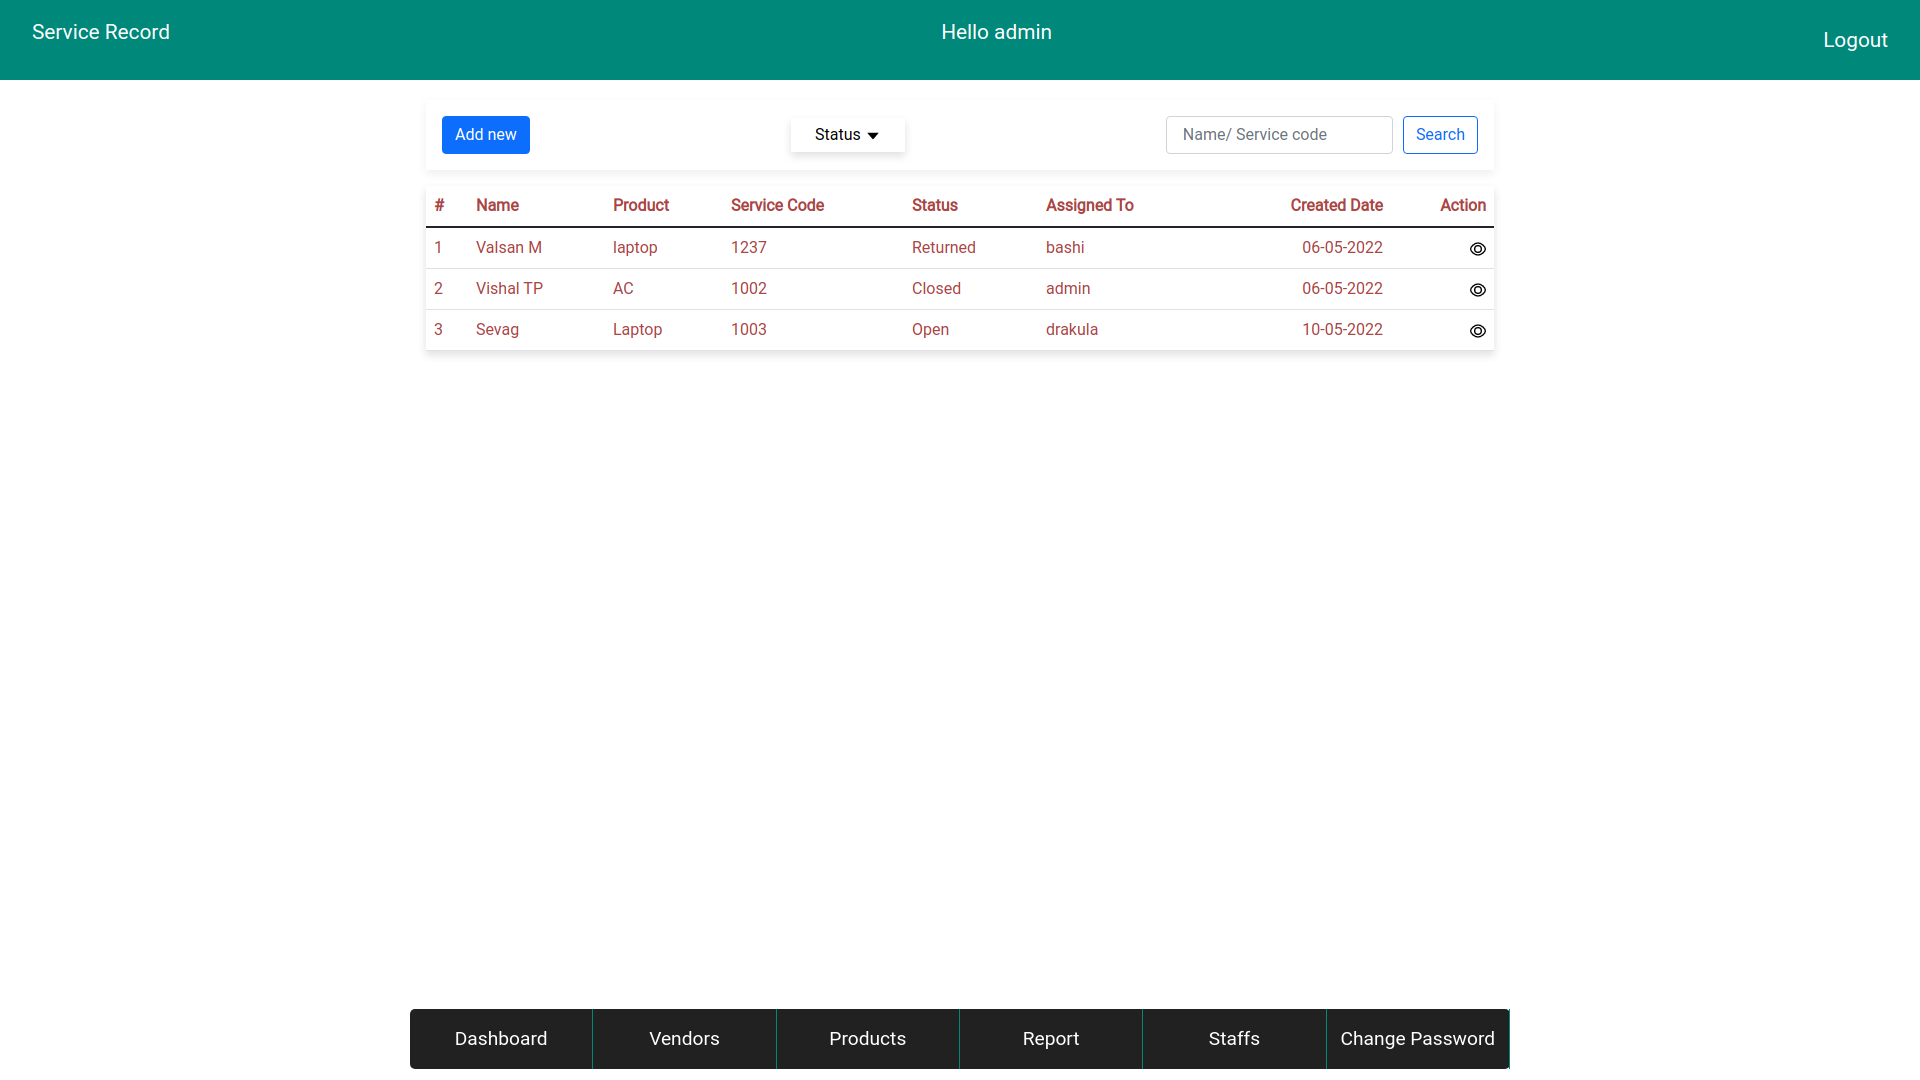 Service Record
Hello admin
Logout
Add new
Status
Name/ Service code
Search
# Name Product Service Code Status Assigned To Created Date Action
1 Valsan M laptop 1237 Returned bashi 06-05-2022
2 Vishal TP AC 1002 Closed admin 06-05-2022
3 Sevag Laptop 1003 Open drakula 10-05-2022
Dashboard Vendors Products Report Staffs Change Password